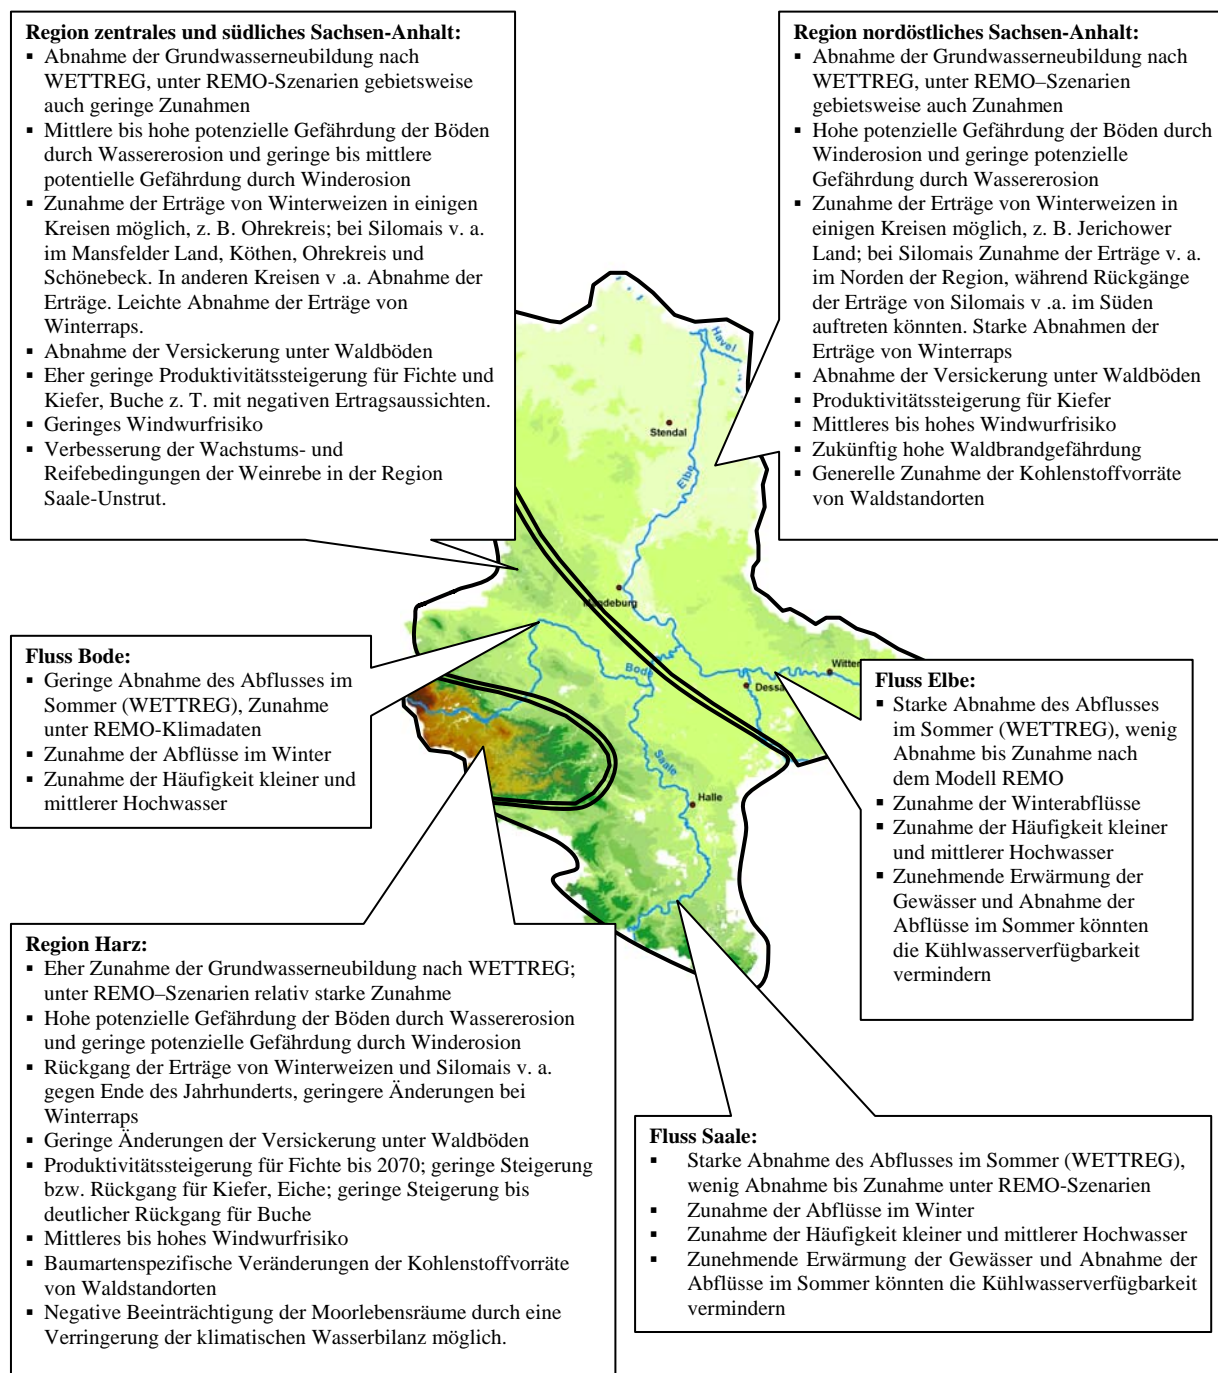 Region zentrales und südliches Sachsen-Anhalt:
▪ Abnahme der Grundwasserneubildung nach
WETTREG, unter REMO-Szenarien gebietsweise
auch geringe Zunahmen
▪ Mittlere bis hohe potenzielle Gefährdung der Böden
durch Wassererosion und geringe bis mittlere
potentielle Gefährdung durch Winderosion
▪ Zunahme der Erträge von Winterweizen in einigen
Kreisen möglich, z. B. Ohrekreis; bei Silomais v. a.
im Mansfelder Land, Köthen, Ohrekreis und
Schönebeck. In anderen Kreisen v .a. Abnahme der
Erträge. Leichte Abnahme der Erträge von
Winterraps.
▪ Abnahme der Versickerung unter Waldböden
▪ Eher geringe Produktivitätssteigerung für Fichte und
Kiefer, Buche z. T. mit negativen Ertragsaussichten.
▪ Geringes Windwurfrisiko
▪ Verbesserung der Wachstums- und
Reifebedingungen der Weinrebe in der Region
Saale-Unstrut.
Region nordöstliches Sachsen-Anhalt:
▪ Abnahme der Grundwasserneubildung nach
WETTREG, unter REMO–Szenarien
gebietsweise auch Zunahmen
▪ Hohe potenzielle Gefährdung der Böden durch
Winderosion und geringe potenzielle
Gefährdung durch Wassererosion
▪ Zunahme der Erträge von Winterweizen in
einigen Kreisen möglich, z. B. Jerichower
Land; bei Silomais Zunahme der Erträge v. a.
im Norden der Region, während Rückgänge
der Erträge von Silomais v .a. im Süden
auftreten könnten. Starke Abnahmen der
Erträge von Winterraps
▪ Abnahme der Versickerung unter Waldböden
▪ Produktivitätssteigerung für Kiefer
▪ Mittleres bis hohes Windwurfrisiko
▪ Zukünftig hohe Waldbrandgefährdung
▪ Generelle Zunahme der Kohlenstoffvorräte
von Waldstandorten
Havel
Stendal
Elbe
Bode
Witten
Dessa
Saale
Halle
Fluss Bode:
▪ Geringe Abnahme des Abflusses im
Sommer (WETTREG), Zunahme
unter REMO-Klimadaten
▪ Zunahme der Abflüsse im Winter
▪ Zunahme der Häufigkeit kleiner und
mittlerer Hochwasser
Fluss Elbe:
▪ Starke Abnahme des Abflusses
im Sommer (WETTREG), wenig
Abnahme bis Zunahme nach
dem Modell REMO
▪ Zunahme der Winterabflüsse
▪ Zunahme der Häufigkeit kleiner
und mittlerer Hochwasser
▪ Zunehmende Erwärmung der
Gewässer und Abnahme der
Abflüsse im Sommer könnten
die Kühlwasserverfügbarkeit
vermindern
Region Harz:
▪ Eher Zunahme der Grundwasserneubildung nach WETTREG;
unter REMO–Szenarien relativ starke Zunahme
▪ Hohe potenzielle Gefährdung der Böden durch Wassererosion
und geringe potenzielle Gefährdung durch Winderosion
▪ Rückgang der Erträge von Winterweizen und Silomais v. a.
gegen Ende des Jahrhunderts, geringere Änderungen bei
Winterraps
▪ Geringe Änderungen der Versickerung unter Waldböden
▪ Produktivitätssteigerung für Fichte bis 2070; geringe Steigerung
bzw. Rückgang für Kiefer, Eiche; geringe Steigerung bis
deutlicher Rückgang für Buche
▪ Mittleres bis hohes Windwurfrisiko
▪ Baumartenspezifische Veränderungen der Kohlenstoffvorräte
von Waldstandorten
▪ Negative Beeinträchtigung der Moorlebensräume durch eine
Verringerung der klimatischen Wasserbilanz möglich.
Fluss Saale:
▪ Starke Abnahme des Abflusses im Sommer (WETTREG),
wenig Abnahme bis Zunahme unter REMO-Szenarien
▪ Zunahme der Abflüsse im Winter
▪ Zunahme der Häufigkeit kleiner und mittlerer Hochwasser
▪ Zunehmende Erwärmung der Gewässer und Abnahme der
Abflüsse im Sommer könnten die Kühlwasserverfügbarkeit
vermindern